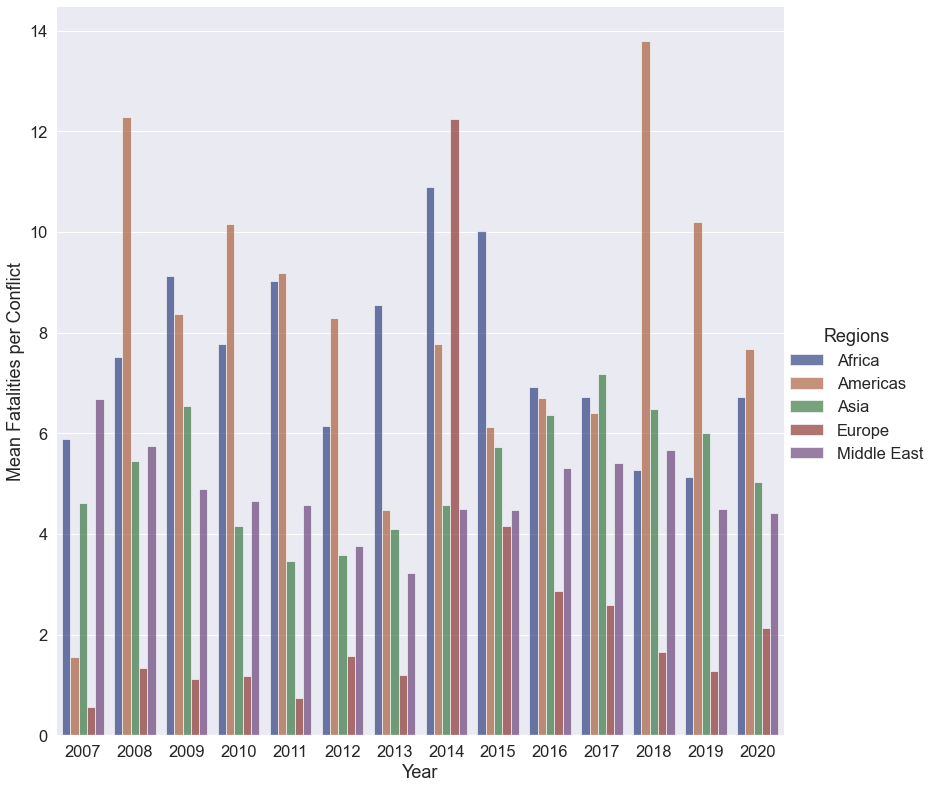 14
12
10
8
6
4
2
0
Mean Fatalities per Conflict
2007 2008 2009 2010 2011 2012 2013 2014 2015 2016 2017 2018 2019 2020
Year
Regions
Africa
Americas
Asia
Europe
Middle East